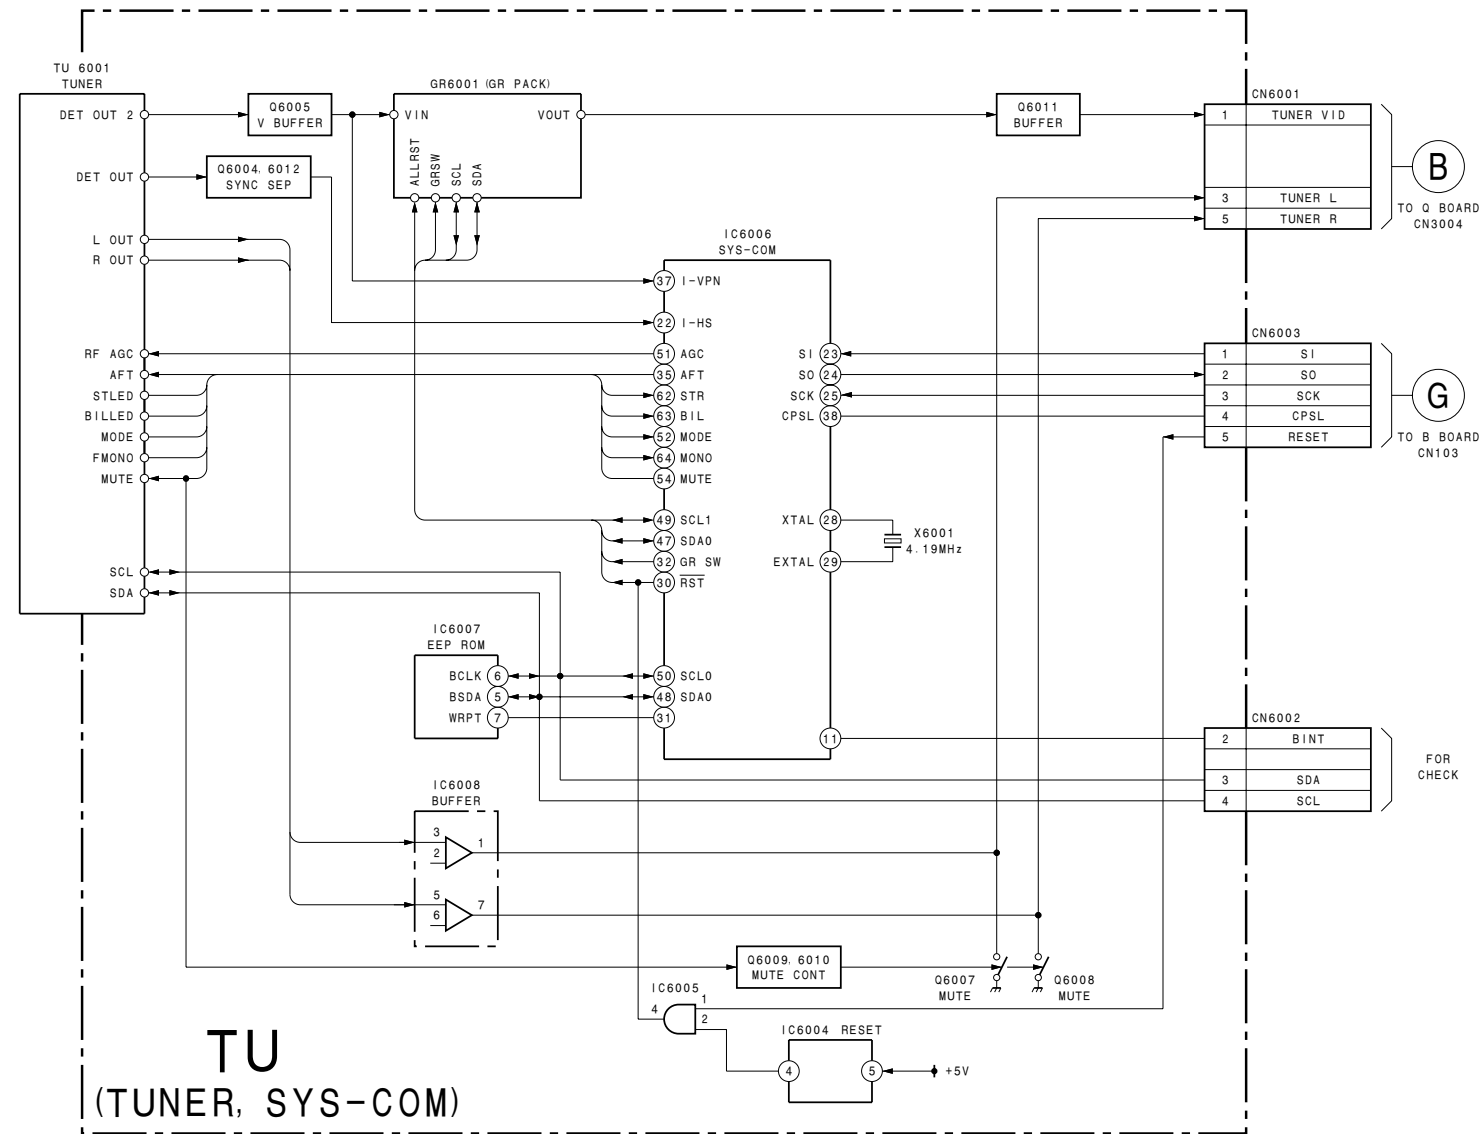 TU 6001
TUNER
DET OUT 2
DET OUT
L OUT
R OUT
RF AGC
AFT
STLED
BILLED
MODE
FMONO
MUTE
SCL
SDA
Q6005
V BUFFER
Q6004, 6012
SYNC SEP
GR6001 (GR PACK)
VIN
VOUT
ALLRST
GRSW
SCL
SDA
Q6011
BUFFER
CN6001
1 TUNER VID
3 TUNER L
5 TUNER R
B
TO Q BOARD
CN3004
IC6006
SYS-COM
37 I-VPN
22 I-HS
51 AGC
35 AFT
62 STR
63 BIL
52 MODE
64 MONO
54 MUTE
49 SCL1
47 SDA0
32 GR SW
30 RST
50 SCL0
48 SDA0
31
SI 23
SO 24
SCK 25
CPSL 38
XTAL 28
EXTAL 29
11
X6001
4.19MHz
CN6003
1 SI
2 SO
3 SCK
4 CPSL
5 RESET
G
TO B BOARD
CN103
IC6007
EEP ROM
BCLK 6
BSDA 5
WRPT 7
CN6002
2 BINT
3 SDA
4 SCL
FOR
CHECK
IC6008
BUFFER
3
2
1
5
6
7
Q6009, 6010
MUTE CONT
Q6007
MUTE
Q6008
MUTE
IC6005
4
1
2
IC6004 RESET
4
5
+5V
TU
(TUNER, SYS-COM)